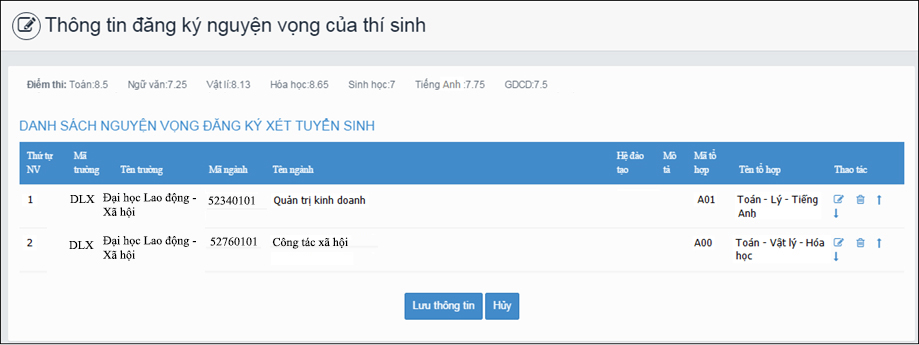 Thông tin đăng ký nguyện vọng của thí sinh
Điểm thi: Toán:8.5 Ngữ văn:7.25 Vật lí:8.13 Hóa học:8.65 Sinh học:7 Tiếng Anh :7.75 GDCD:7.5
DANH SÁCH NGUYỆN VỌNG ĐĂNG KÝ XÉT TUYỂN SINH
Thứ tự NV Mã trường Tên trường Mã ngành Tên ngành Hệ đào tạo Mô tả Mã tổ hợp Tên tổ hợp Thao tác
1 DLX Đại học Lao động - Xã hội 52340101 Quản trị kinh doanh A01 Toán - Lý - Tiếng Anh
2 DLX Đại học Lao động - Xã hội 52760101 Công tác xã hội A00 Toán - Vật lý - Hóa học
Lưu thông tin Hủy